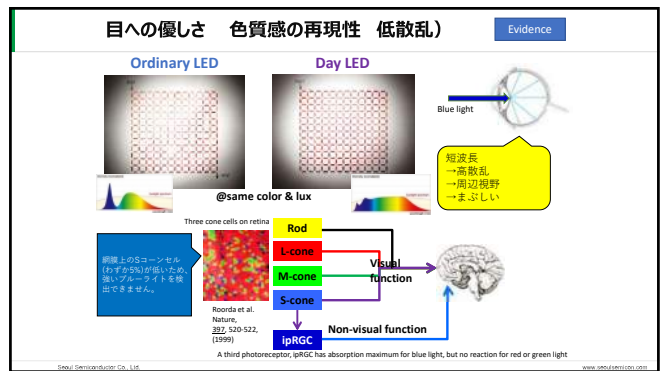 目への優しさ 色質感の再現性 低散乱）
Evidence
Ordinary LED
Day LED
Blue light
短波長
→高散乱
→周辺視野
→まぶしい
@same color & lux
Three cone cells on retina
網膜上のSコーンセル
(わずか5%)が低いため、
強いブルーライトを検
出できません。
Rod
L-cone
M-cone
S-cone
ipRGC
Visual
function
Non-visual function
Roorda et al.
Nature,
397, 520-522,
(1999)
A third photoreceptor, ipRGC has absorption maximum for blue light, but no reaction for red or green light
Seoul Semiconductor Co., Ltd.
www.seoulsemicon.com